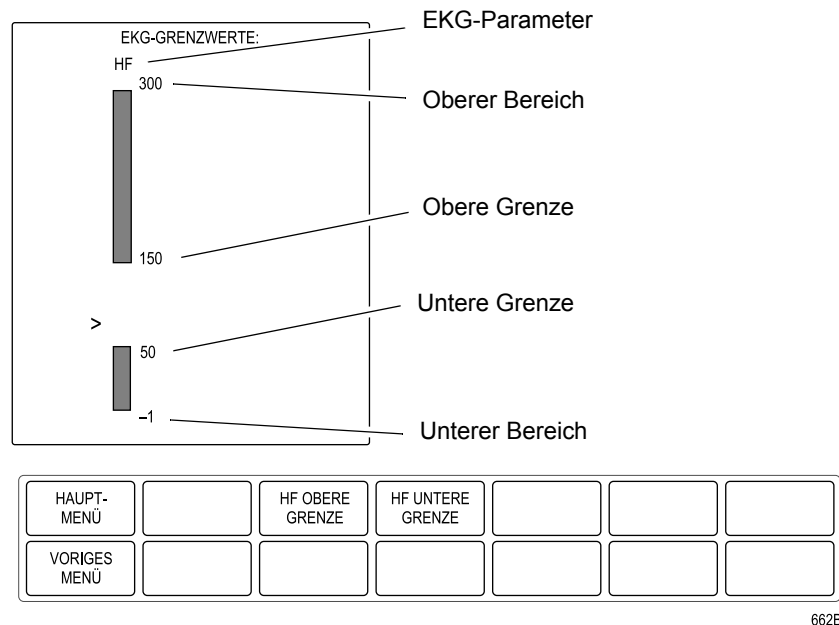 EKG-GRENZWERTE:
HF
300
150
>
50
–1
EKG-Parameter
Oberer Bereich
Obere Grenze
Untere Grenze
Unterer Bereich
HAUPT-
MENÜ
HF OBERE
GRENZE
HF UNTERE
GRENZE
VORIGES
MENÜ
662B